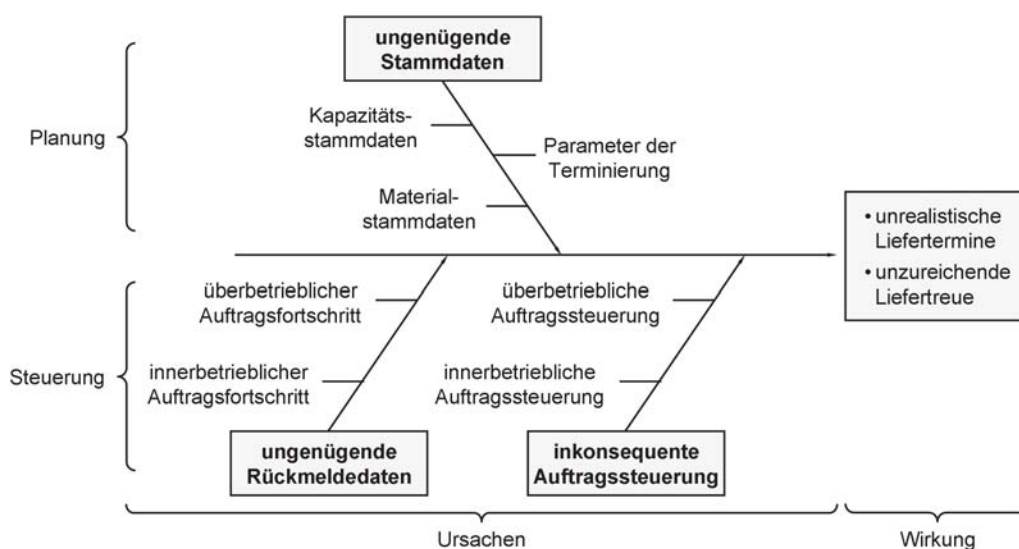 ungenügende
Stammdaten
Kapazitäts-
stammdaten
Parameter der
Terminierung
Material-
stammdaten
Planung
• unrealistische
Liefertermine
• unzureichende
Liefertreue
überbetrieblicher
Auftragsfortschritt
überbetriebliche
Auftragssteuerung
innerbetrieblicher
Auftragsfortschritt
innerbetriebliche
Auftragssteuerung
Steuerung
ungenügende
Rückmeldedaten
inkonsequente
Auftragssteuerung
Ursachen
Wirkung